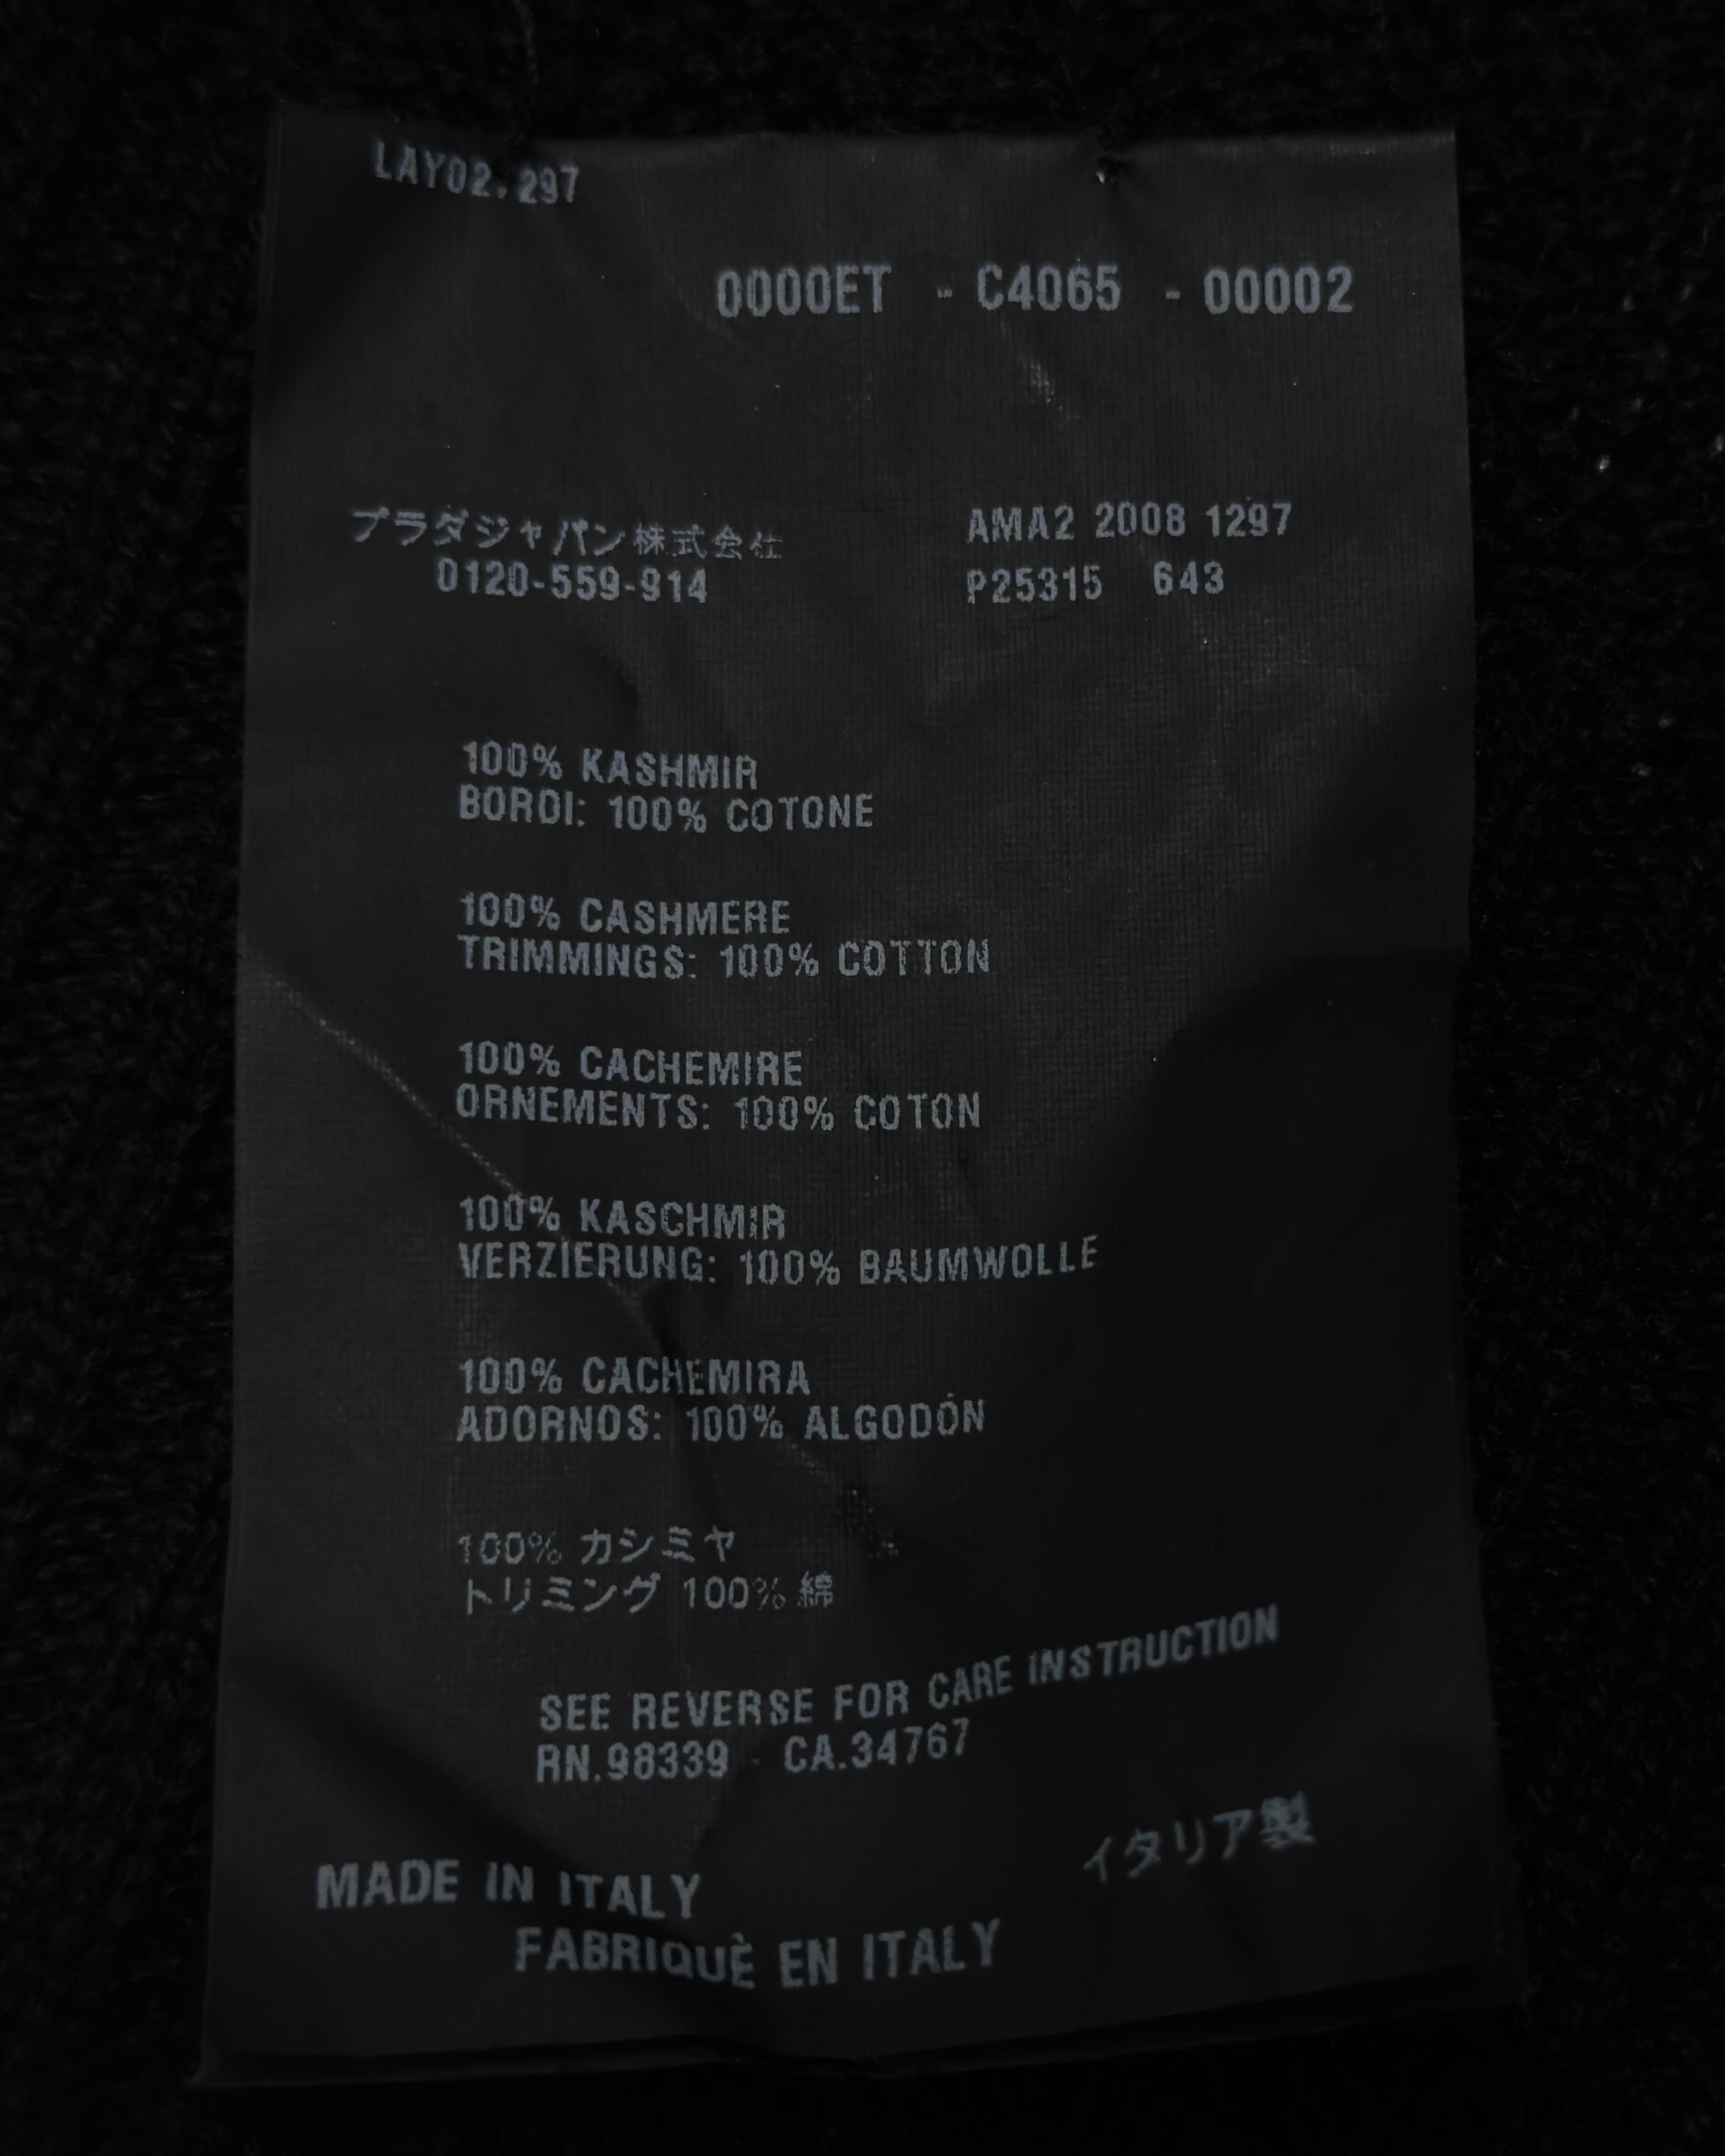 LAY02.297
0000ET - C4065 - 00002
プラダジャパン株式会社
0120-559-914
AMA2 2008 1297
P25315 643
100% KASHMIR
BORDI: 100% COTONE
100% CASHMERE
TRIMMINGS: 100% COTTON
100% CACHEMIRE
ORNEMENTS: 100% COTON
100% KASCHMIR
VERZIERUNG: 100% BAUMWOLLE
100% CACHEMIRA
ADORNOS: 100% ALGODÓN
100% カシミヤ
トリミング 100% 綿
SEE REVERSE FOR CARE INSTRUCTION
RN.98339 - CA.34767
イタリア製
MADE IN ITALY
FABRIQUÈ EN ITALY